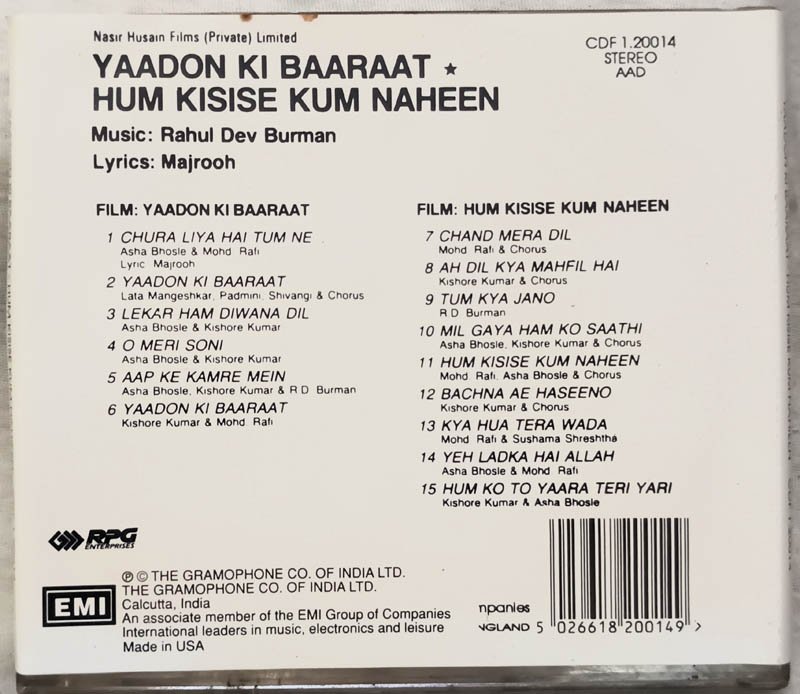 Nasir Husain Films (Private) Limited
YAADON KI BAARAAT ★
HUM KISISE KUM NAHEEN
Music: Rahul Dev Burman
Lyrics: Majrooh
CDF 1.20014
STEREO
AAD
FILM: YAADON KI BAARAAT
1 CHURA LIYA HAI TUM NE
Asha Bhosle & Mohd. Rafi
Lyric: Majrooh
2 YAADON KI BAARAAT
Lata Mangeshkar, Padmini, Shivangi & Chorus
3 LEKAR HAM DIWANA DIL
Asha Bhosle & Kishore Kumar
4 O MERI SONI
Asha Bhosle & Kishore Kumar
5 AAP KE KAMRE MEIN
Asha Bhosle, Kishore Kumar & R.D. Burman
6 YAADON KI BAARAAT
Kishore Kumar & Mohd. Rafi
FILM: HUM KISISE KUM NAHEEN
7 CHAND MERA DIL
Mohd. Rafi & Chorus
8 AH DIL KYA MAHFIL HAI
Kishore Kumar & Chorus
9 TUM KYA JANO
R.D. Burman
10 MIL GAYA HAM KO SAATHI
Asha Bhosle, Kishore Kumar & Chorus
11 HUM KISISE KUM NAHEEN
Mohd. Rafi, Asha Bhosle & Chorus
12 BACHNA AE HASEENO
Kishore Kumar & Chorus
13 KYA HUA TERA WADA
Mohd. Rafi & Sushama Shreshtha
14 YEH LADKA HAI ALLAH
Asha Bhosle & Mohd. Rafi
15 HUM KO TO YAARA TERI YARI
Kishore Kumar & Asha Bhosle
RPG
ENTERPRISES
EMI
℗ © THE GRAMOPHONE CO. OF INDIA LTD.
THE GRAMOPHONE CO. OF INDIA LTD.
Calcutta, India
An associate member of the EMI Group of Companies
International leaders in music, electronics and leisure
Made in USA
mpanies
NGLAND 5 026618 200149 >